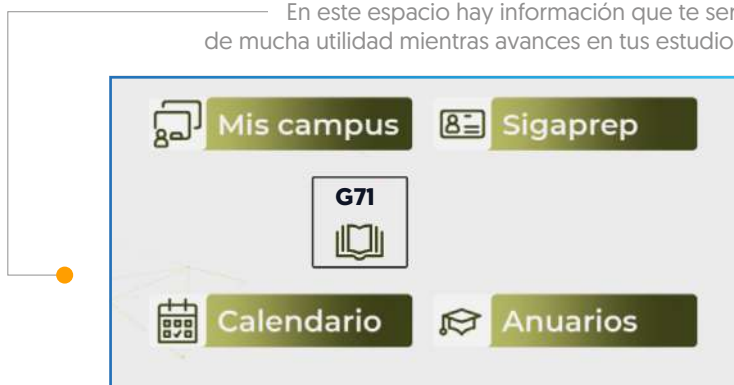 En este espacio hay información que te ser
de mucha utilidad mientras avances en tus estudio
Mis campus
Sigaprep
G71
Calendario
Anuarios